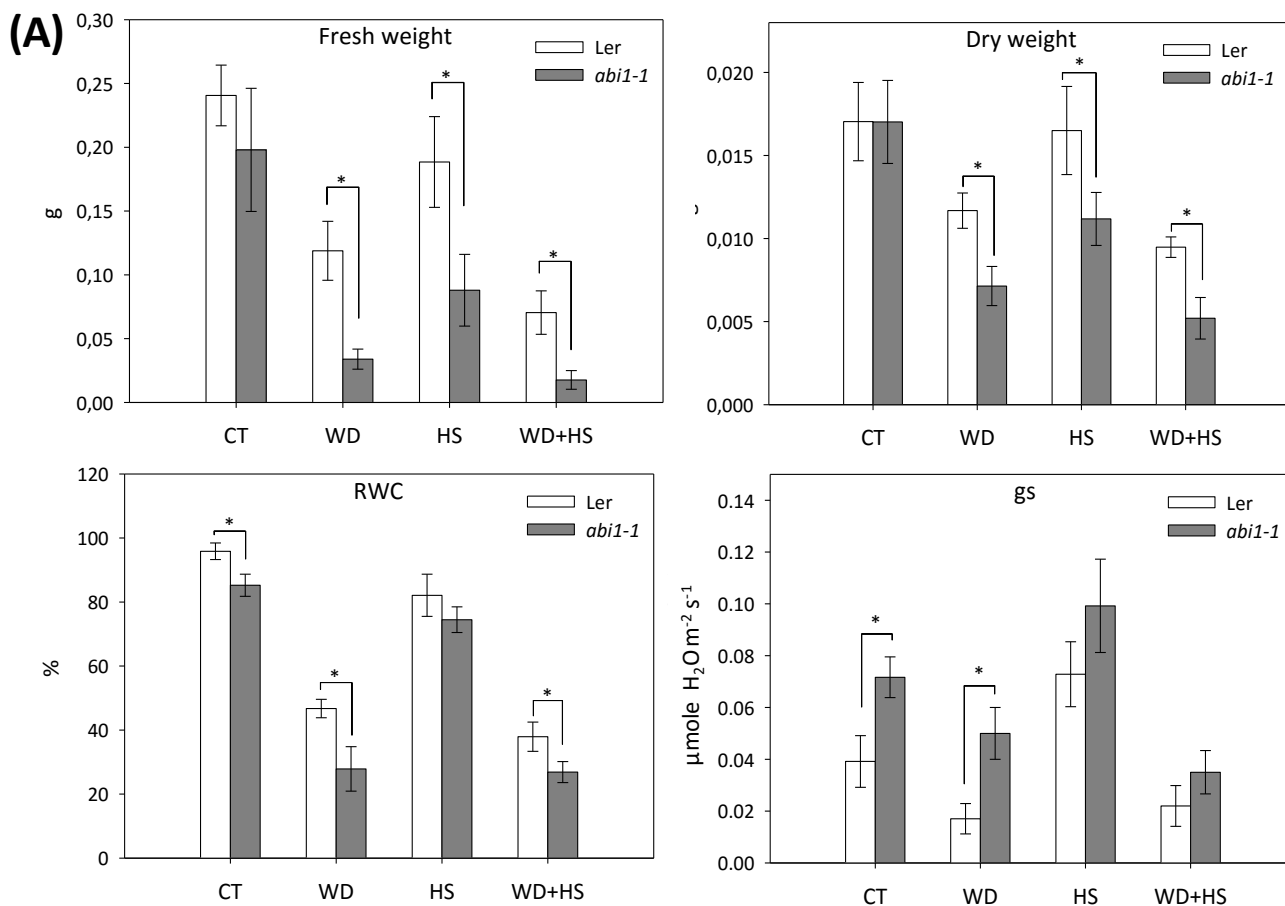 (A)
Fresh weight
Ler
abi1-1
0,30
0,25
0,20
0,15
0,10
0,05
0,00
g
*
*
*
CT
WD
HS
WD+HS
Dry weight
Ler
abi1-1
0,020
0,015
0,010
0,005
0,000
*
*
*
CT
WD
HS
WD+HS
RWC
Ler
abi1-1
120
100
80
60
40
20
0
%
*
*
*
CT
WD
HS
WD+HS
gs
Ler
abi1-1
0.14
0.12
0.10
0.08
0.06
0.04
0.02
0.00
µmole H₂O m⁻² s⁻¹
*
*
CT
WD
HS
WD+HS